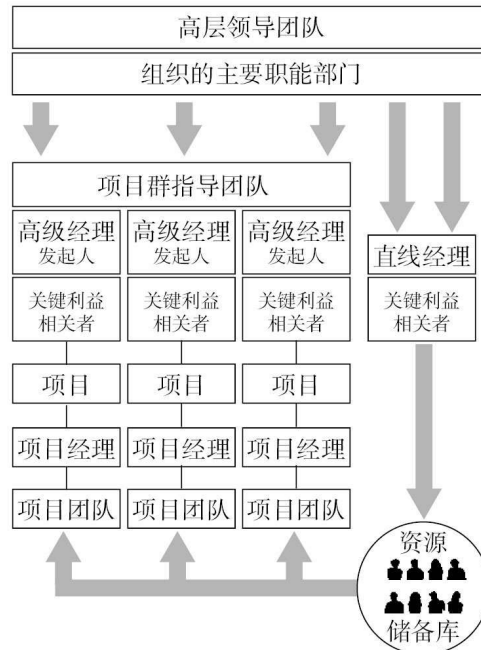 高层领导团队
组织的主要职能部门
项目群指导团队
高级经理 高级经理 高级经理
发起人 发起人 发起人
直线经理
关键利益 关键利益 关键利益 关键利益
相关者 相关者 相关者 相关者
项目 项目 项目
项目经理 项目经理 项目经理
项目团队 项目团队 项目团队
资源
储备库